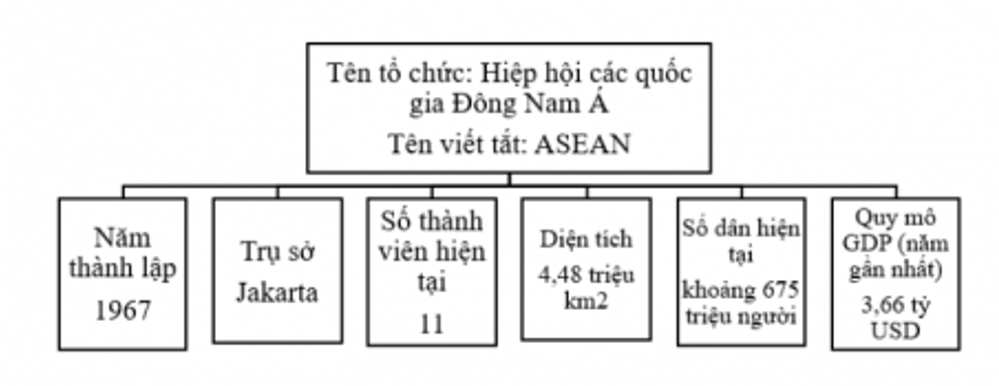 Tên tổ chức: Hiệp hội các quốc
gia Đông Nam Á
Tên viết tắt: ASEAN
Năm
thành lập
1967
Trụ sở
Jakarta
Số thành
viên hiện
tại
11
Diện tích
4,48 triệu
km2
Số dân hiện
tại
khoảng 675
triệu người
Quy mô
GDP (năm
gần nhất)
3,66 tỷ
USD